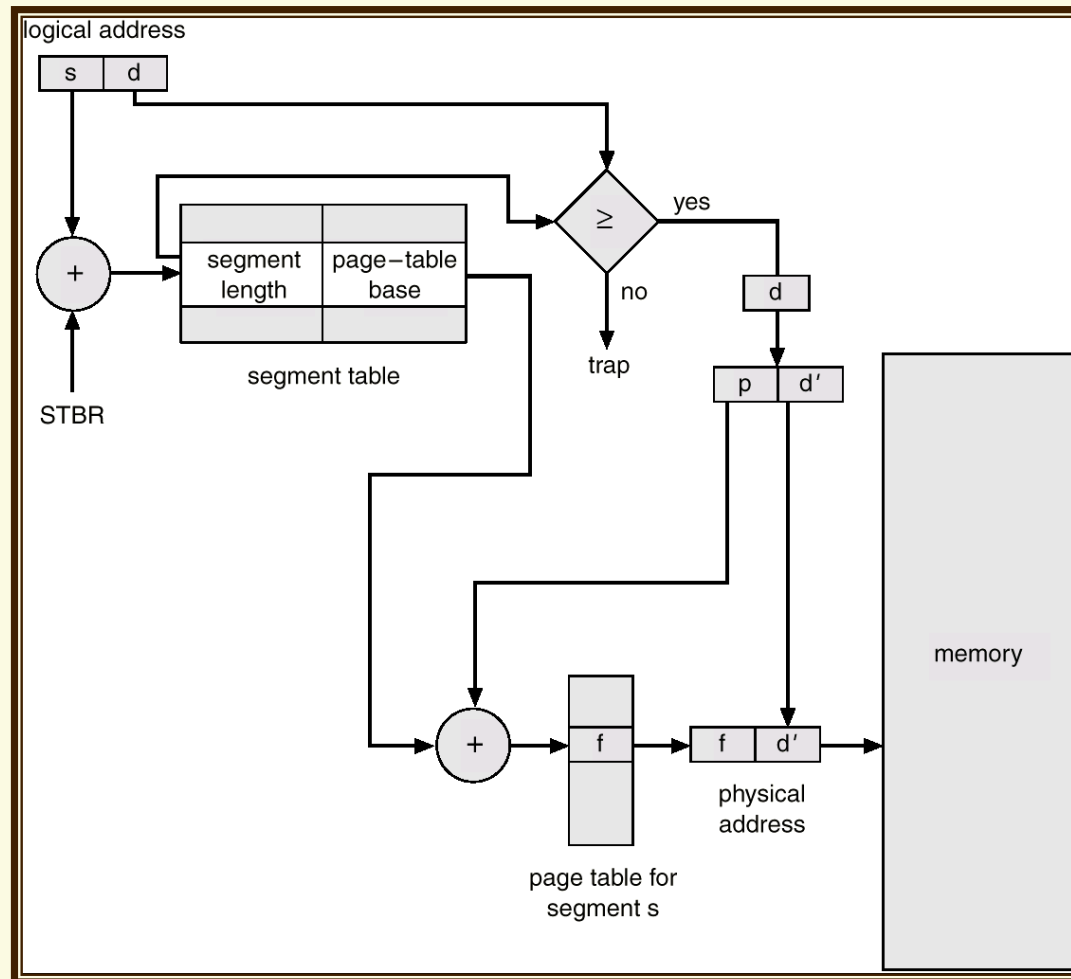 logical address
s d
≥
yes
+
segment length
page–table base
no
d
segment table
trap
p d′
STBR
memory
+
f
f d′
physical address
page table for segment s